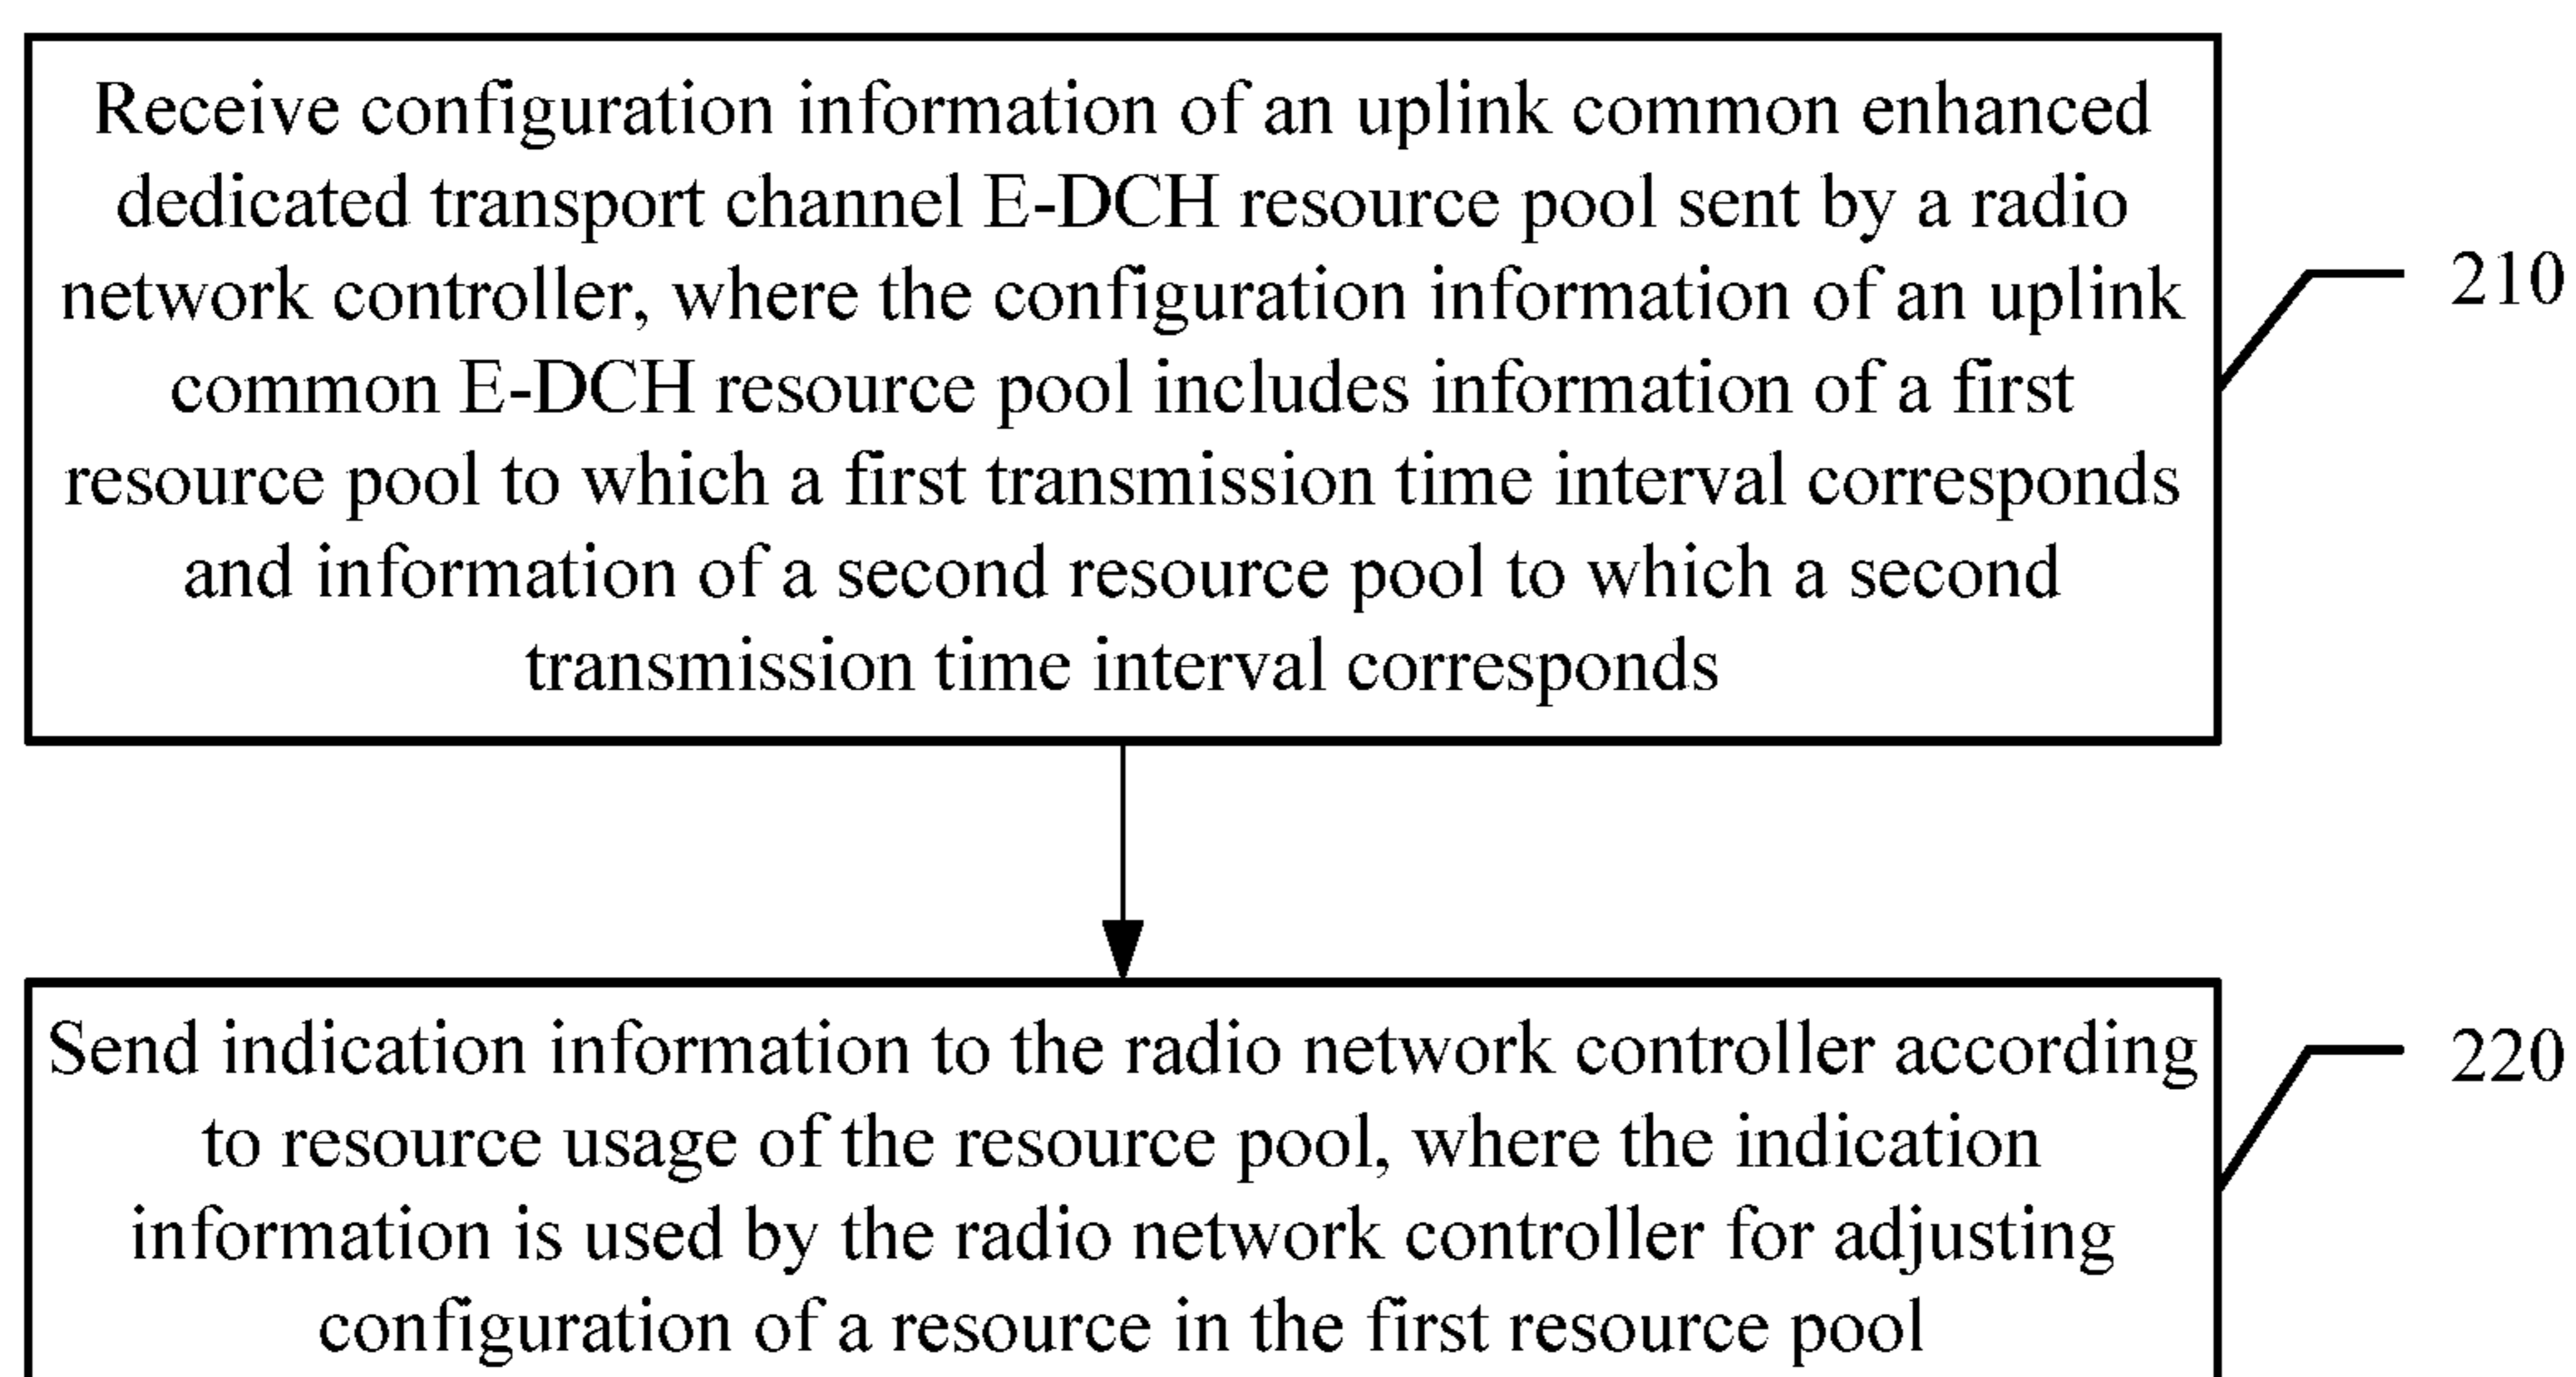 Receive configuration information of an uplink common enhanced
dedicated transport channel E-DCH resource pool sent by a radio
network controller, where the configuration information of an uplink
common E-DCH resource pool includes information of a first
resource pool to which a first transmission time interval corresponds
and information of a second resource pool to which a second
transmission time interval corresponds
210
Send indication information to the radio network controller according
to resource usage of the resource pool, where the indication
information is used by the radio network controller for adjusting
configuration of a resource in the first resource pool
220